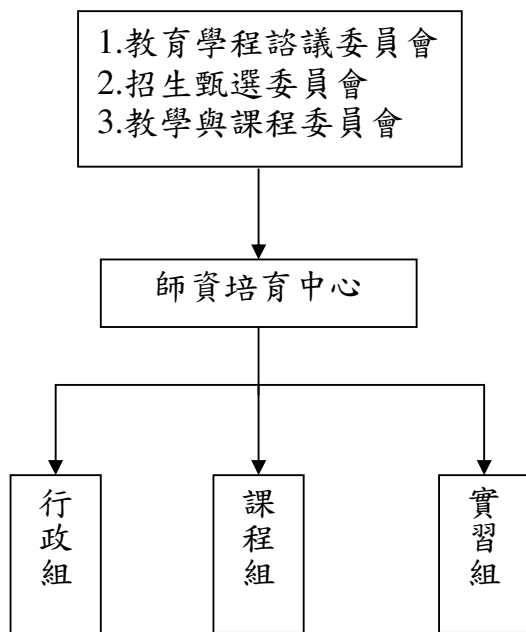 1.教育學程諮議委員會
2.招生甄選委員會
3.教學與課程委員會
師資培育中心
行政組
課程組
實習組